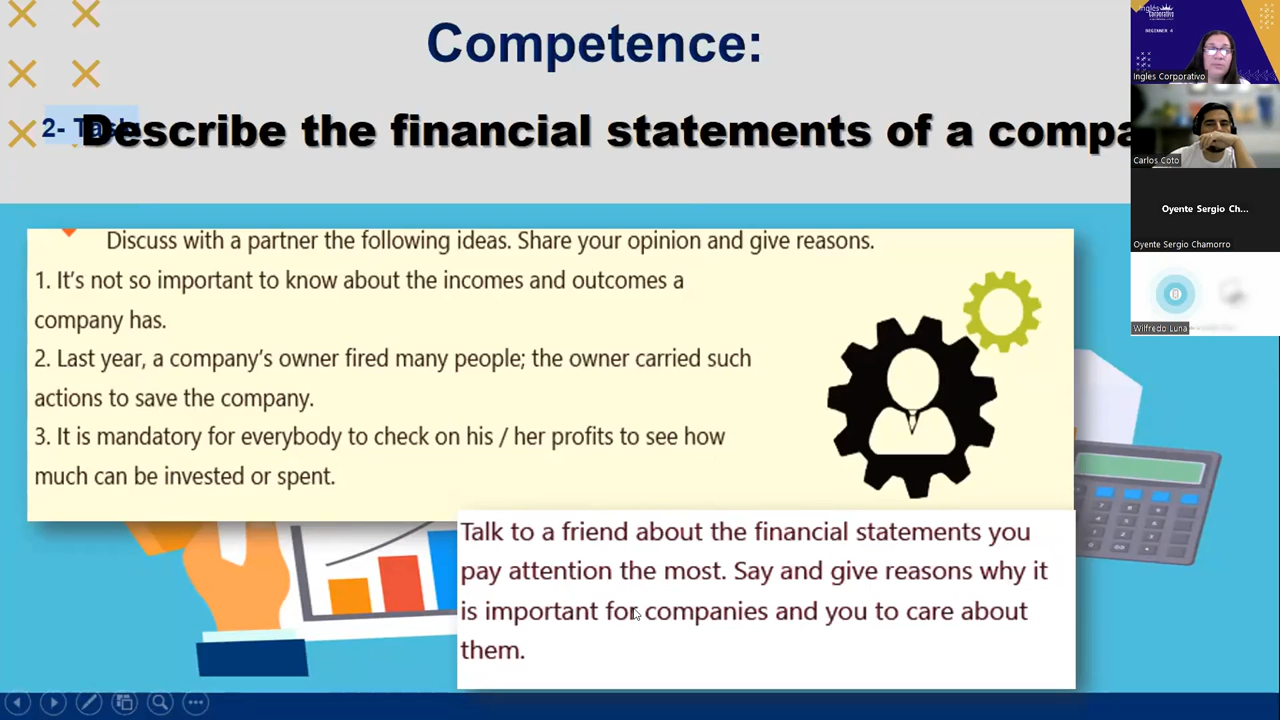 Competence:
2- Task
Describe the financial statements of a compa
Discuss with a partner the following ideas. Share your opinion and give reasons.
1. It's not so important to know about the incomes and outcomes a
company has.
2. Last year, a company's owner fired many people; the owner carried such
actions to save the company.
3. It is mandatory for everybody to check on his / her profits to see how
much can be invested or spent.
Talk to a friend about the financial statements you
pay attention the most. Say and give reasons why it
is important for companies and you to care about
them.
Inglés
Corporativo
BEGINNER 4
Ingles Corporativo
Carlos Coto
Oyente Sergio Ch...
Oyente Sergio Chamorro
Wilfredo Luna